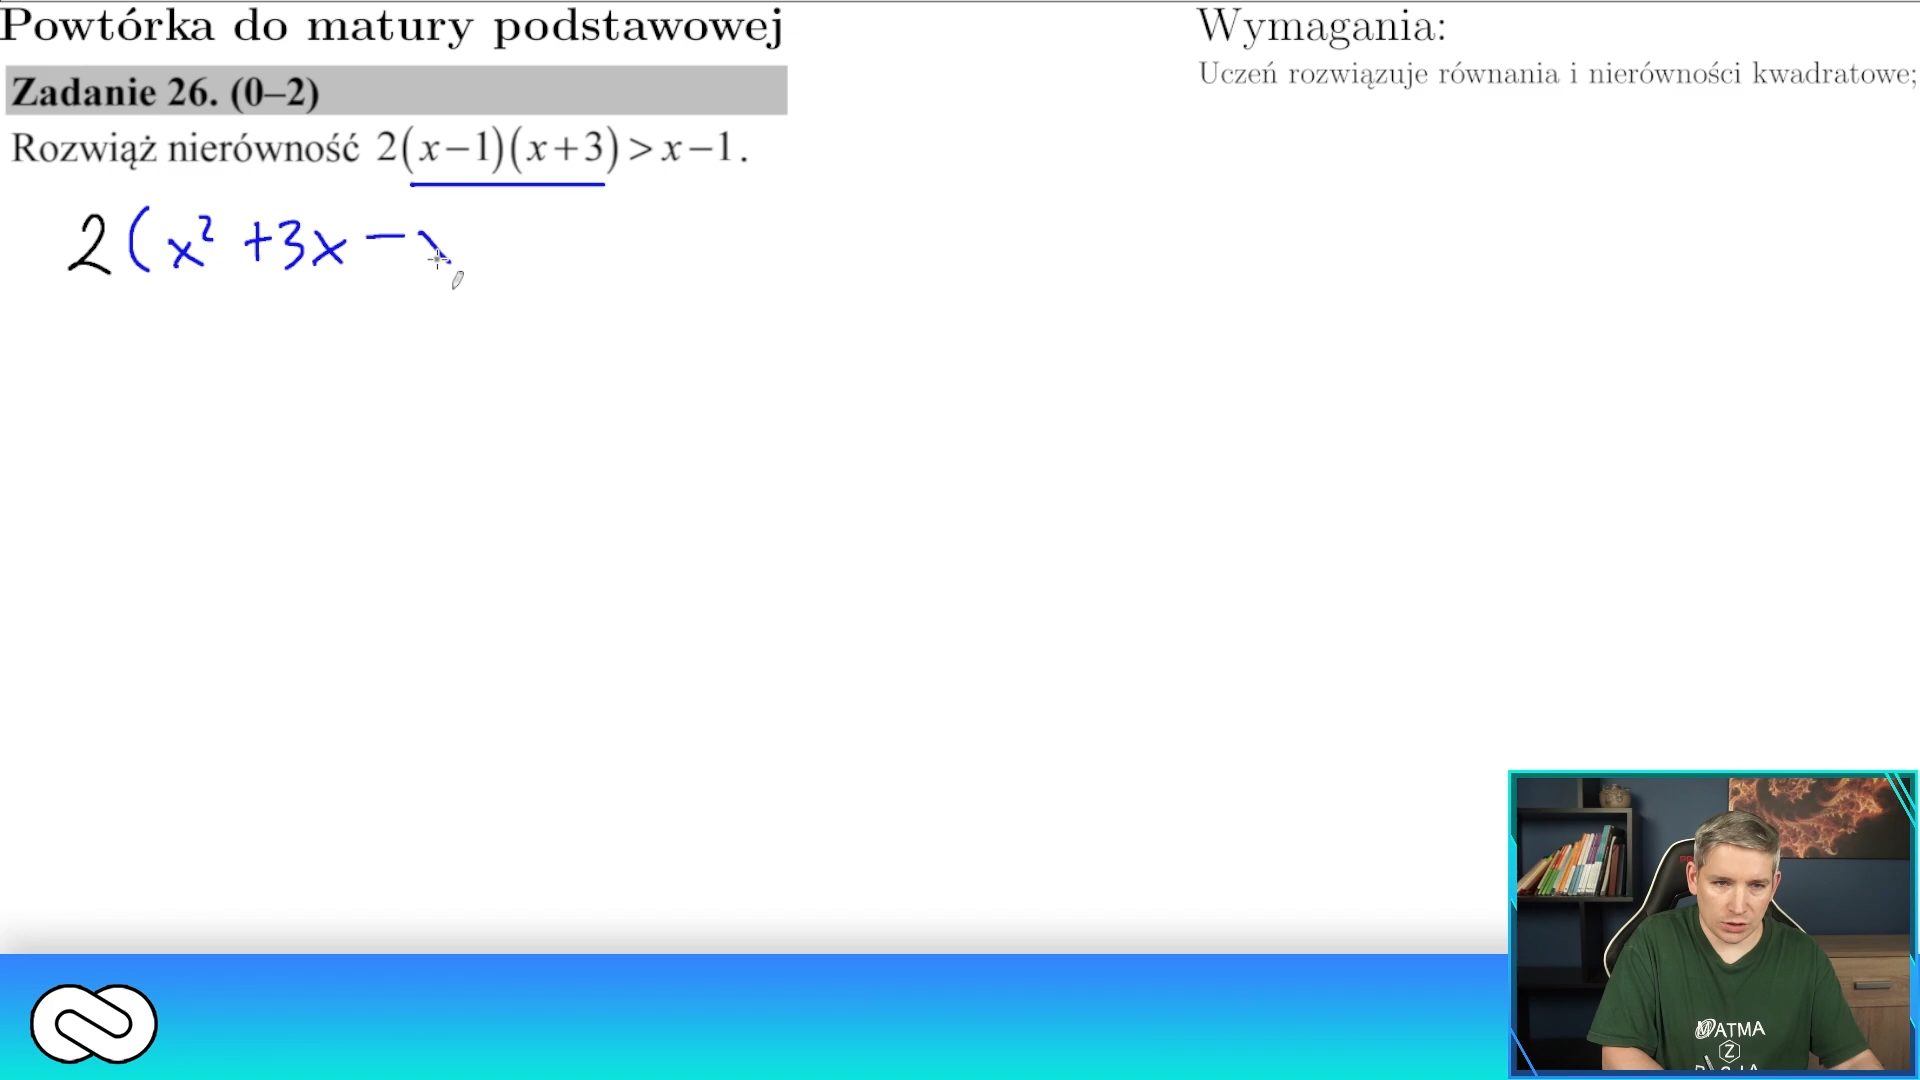 Powtórka do matury podstawowej
Wymagania:
Uczeń rozwiązuje równania i nierówności kwadratowe;
Zadanie 26. (0–2)
Rozwiąż nierówność 2(x−1)(x+3)>x−1.
2(x² +3x −
MATMA
Z